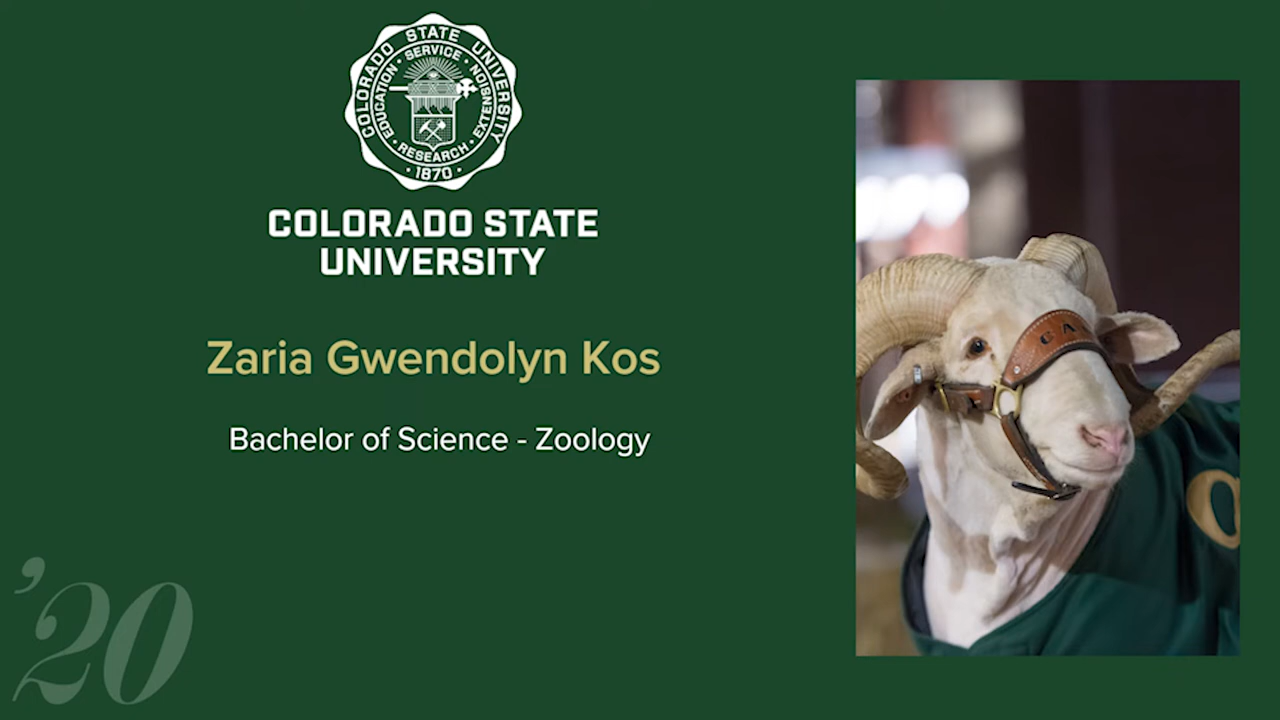 COLORADO STATE UNIVERSITY
EDUCATION • SERVICE • EXTENSION
• RESEARCH •
• 1870 •
COLORADO STATE
UNIVERSITY
Zaria Gwendolyn Kos
Bachelor of Science - Zoology
’20